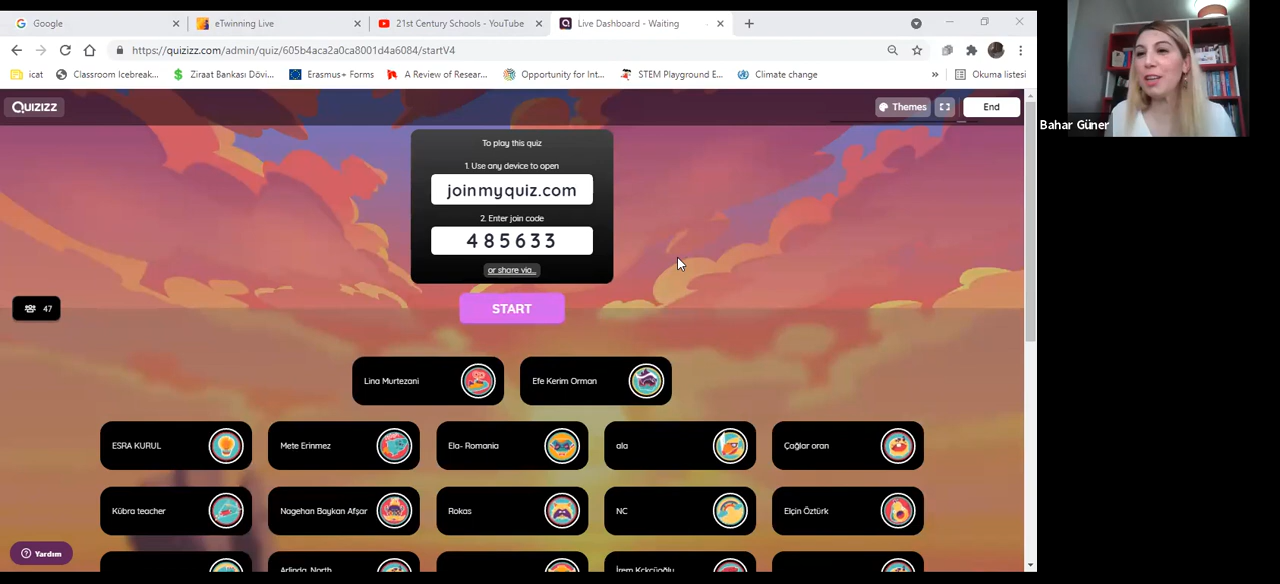 Google
eTwinning Live
21st Century Schools - YouTube
Live Dashboard - Waiting
https://quizizz.com/admin/quiz/605b4aca2a0ca8001d4a6084/startV4
icat
Classroom Icebreak...
Ziraat Bankası Dövi...
Erasmus+ Forms
A Review of Resear...
Opportunity for Int...
STEM Playground E...
Climate change
»
Okuma listesi
QUIZIZZ
Themes
End
To play this quiz
1. Use any device to open
joinmyquiz.com
2. Enter join code
485633
or share via...
START
47
Lina Murtezani
Efe Kerim Orman
ESRA KURUL
Mete Erinmez
Ela- Romania
ala
Çoğlar oran
Kübra teacher
Nagehan Baykan Afşar
Rokas
NC
Elçin Öztürk
Yardım
Bahar Güner